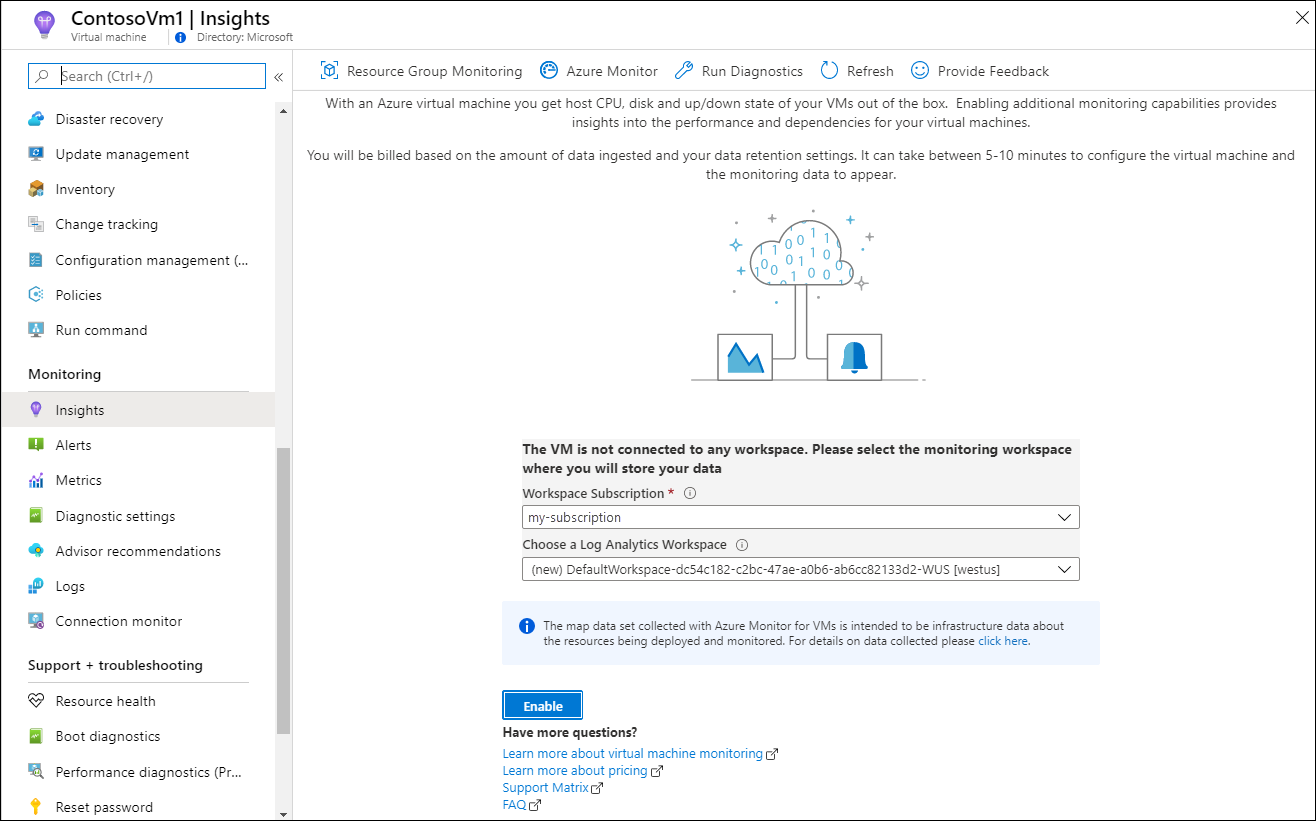 ContosoVm1 | Insights
Virtual machine
Directory: Microsoft
Search (Ctrl+/)
«
Disaster recovery
Update management
Inventory
Change tracking
Configuration management (...
Policies
Run command
Monitoring
Insights
Alerts
Metrics
Diagnostic settings
Advisor recommendations
Logs
Connection monitor
Support + troubleshooting
Resource health
Boot diagnostics
Performance diagnostics (Pr...
Reset password
Resource Group Monitoring
Azure Monitor
Run Diagnostics
Refresh
Provide Feedback
With an Azure virtual machine you get host CPU, disk and up/down state of your VMs out of the box. Enabling additional monitoring capabilities provides
insights into the performance and dependencies for your virtual machines.
You will be billed based on the amount of data ingested and your data retention settings. It can take between 5-10 minutes to configure the virtual machine and
the monitoring data to appear.
The VM is not connected to any workspace. Please select the monitoring workspace
where you will store your data
Workspace Subscription *
my-subscription
Choose a Log Analytics Workspace
(new) DefaultWorkspace-dc54c182-c2bc-47ae-a0b6-ab6cc82133d2-WUS [westus]
The map data set collected with Azure Monitor for VMs is intended to be infrastructure data about
the resources being deployed and monitored. For details on data collected please click here.
Enable
Have more questions?
Learn more about virtual machine monitoring
Learn more about pricing
Support Matrix
FAQ